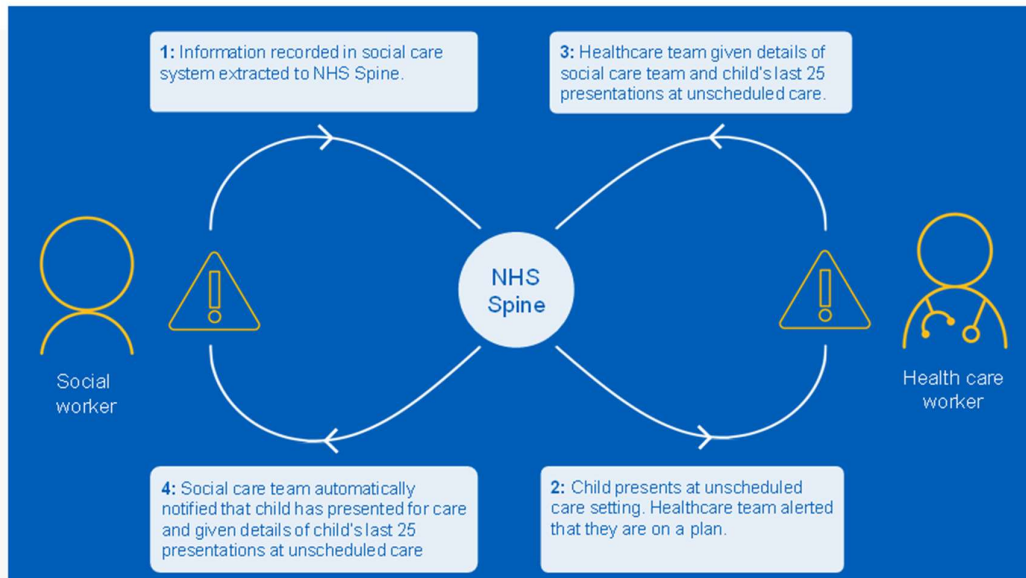 1: Information recorded in social care
system extracted to NHS Spine.
3: Healthcare team given details of
social care team and child's last 25
presentations at unscheduled care.
NHS
Spine
Social
worker
Health care
worker
4: Social care team automatically
notified that child has presented for care
and given details of child's last 25
presentations at unscheduled care
2: Child presents at unscheduled
care setting. Healthcare team alerted
that they are on a plan.